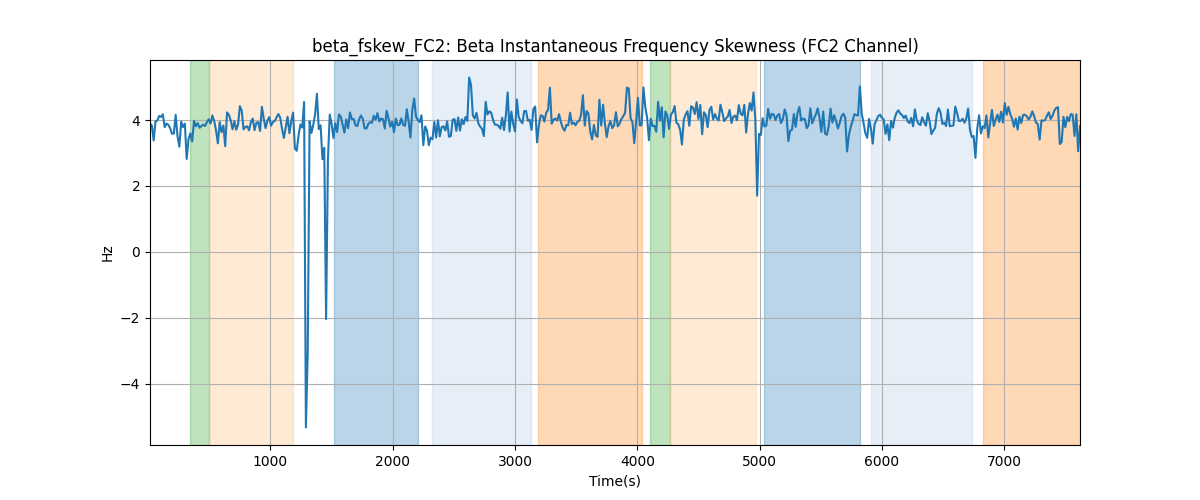 beta_fskew_FC2: Beta Instantaneous Frequency Skewness (FC2 Channel)
Hz
4
2
0
−2
−4
1000 2000 3000 4000 5000 6000 7000
Time(s)